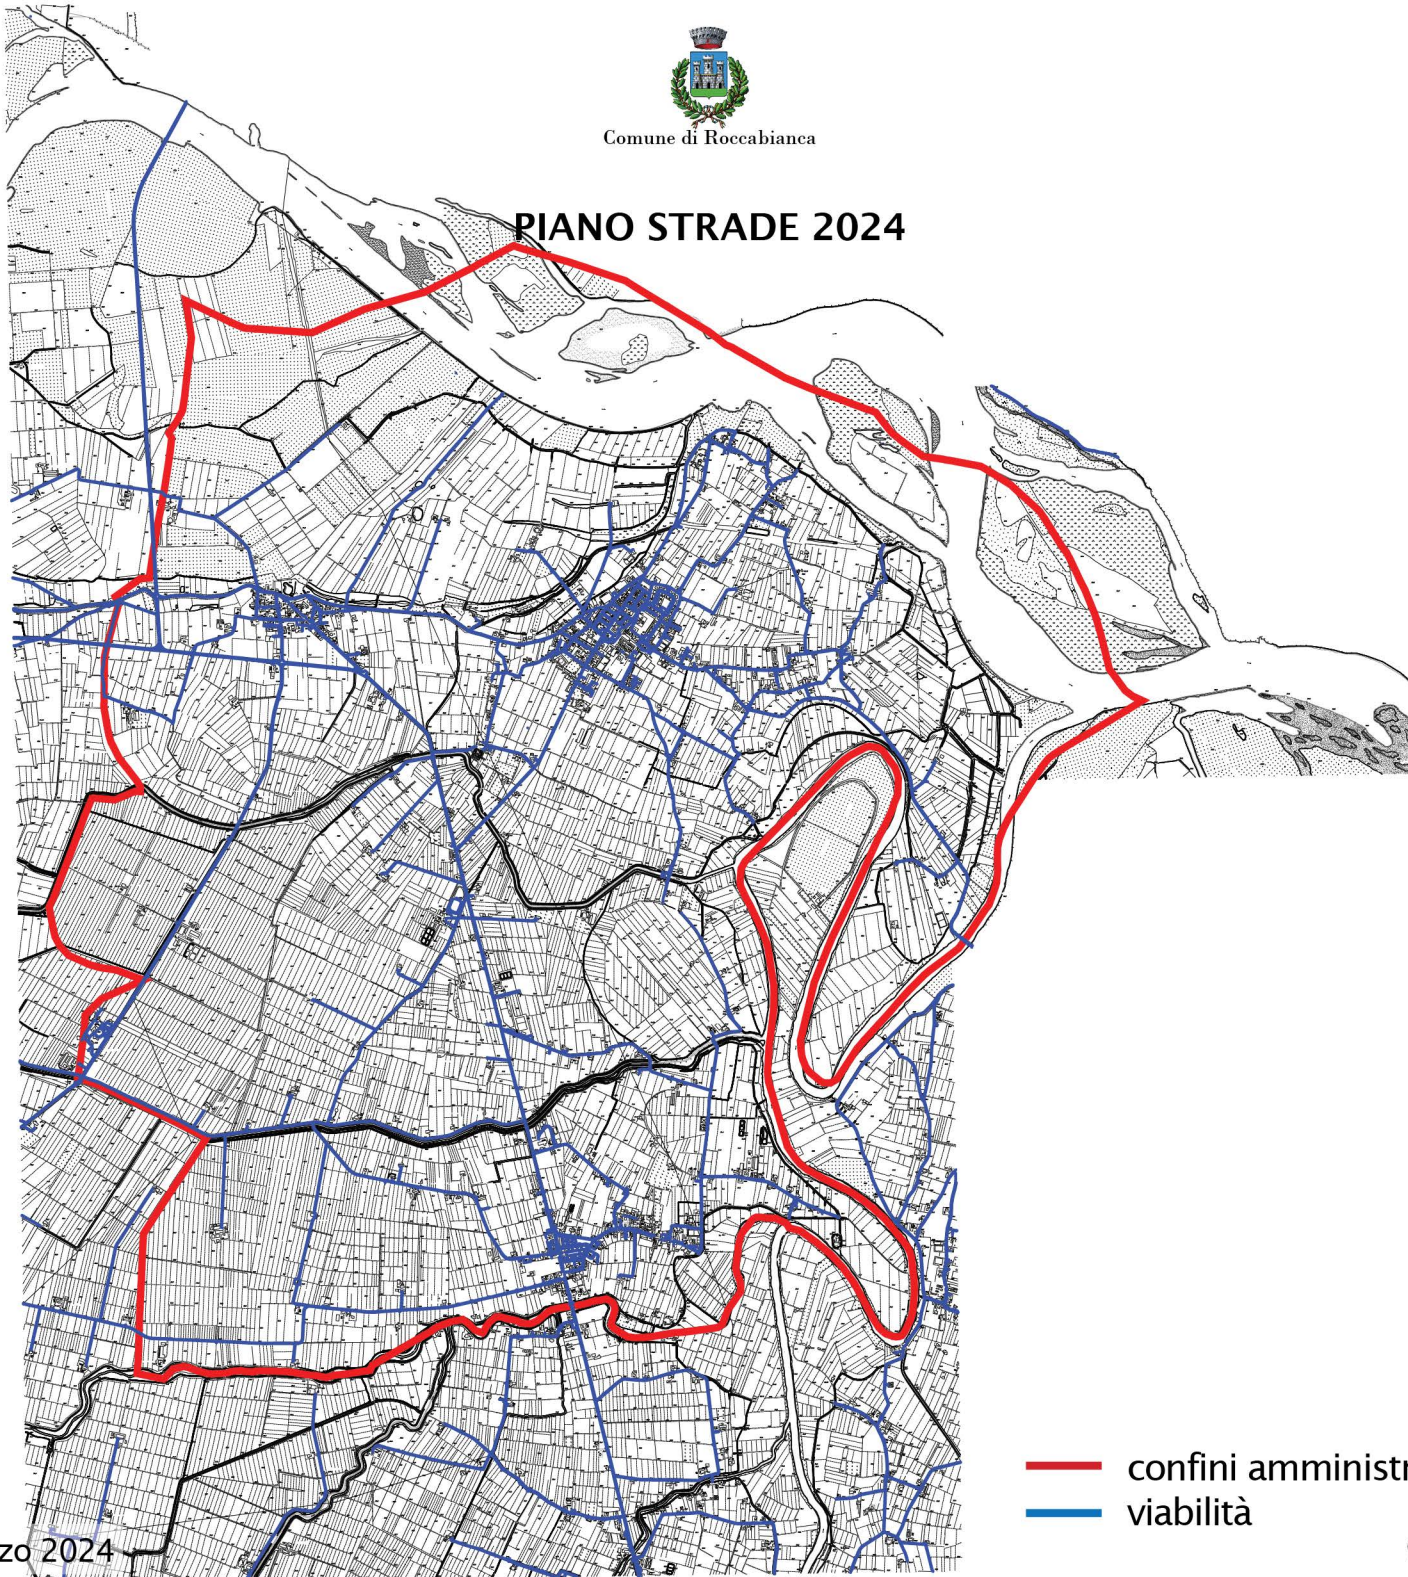 Comune di Roccabianca
PIANO STRADE 2024
confini amministr
viabilità
zo 2024